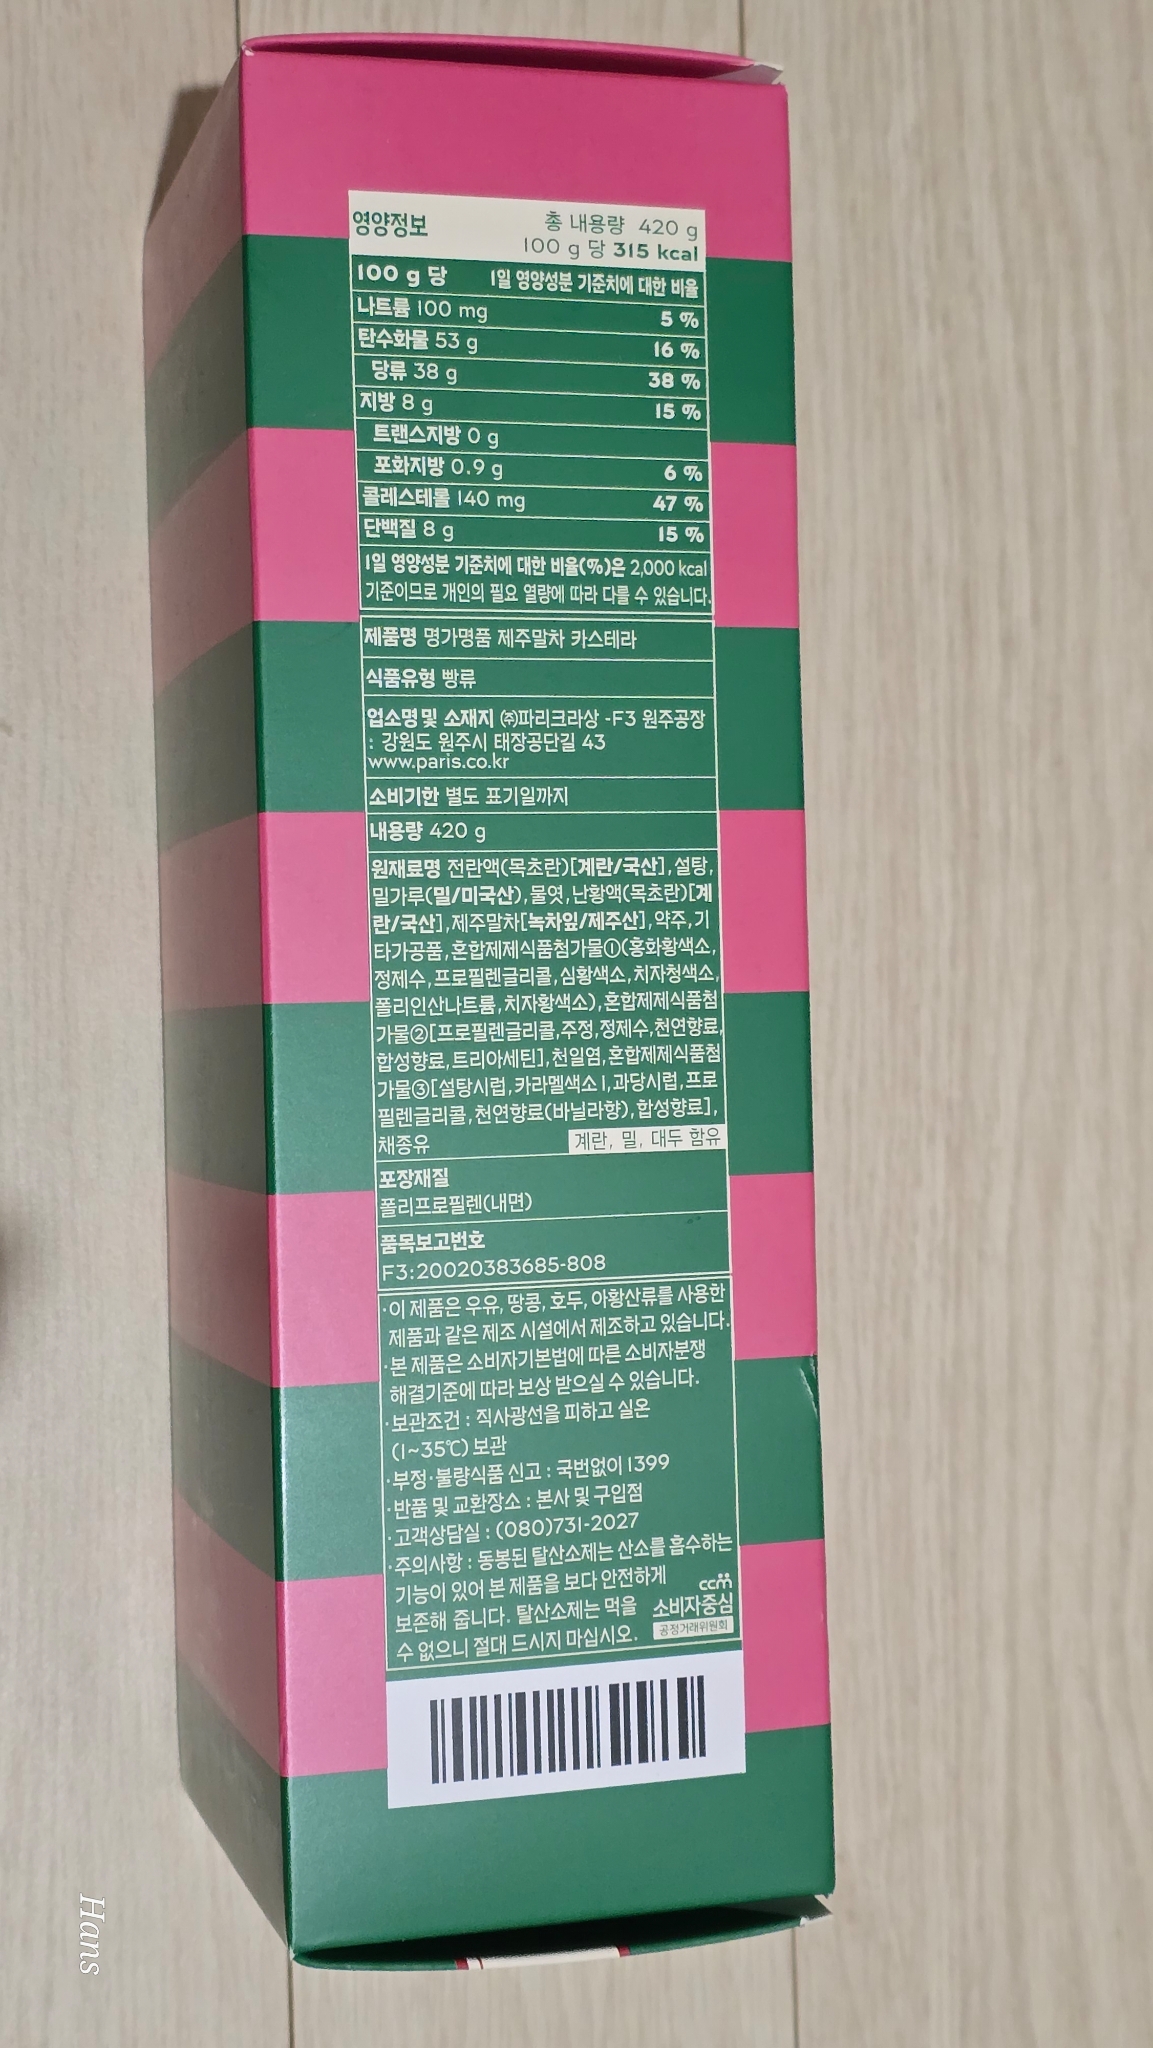 영양정보 총 내용량 420 g
100 g 당 315 kcal
100 g 당 1일 영양성분 기준치에 대한 비율
나트륨 100 mg 5 %
탄수화물 53 g 16 %
당류 38 g 38 %
지방 8 g 15 %
트랜스지방 0 g
포화지방 0.9 g 6 %
콜레스테롤 140 mg 47 %
단백질 8 g 15 %
1일 영양성분 기준치에 대한 비율(%)은 2,000 kcal
기준이므로 개인의 필요 열량에 따라 다를 수 있습니다.
제품명 명가명품 제주말차 카스테라
식품유형 빵류
업소명 및 소재지 ㈜파리크라상 -F3 원주공장
: 강원도 원주시 태장공단길 43
www.paris.co.kr
소비기한 별도 표기일까지
내용량 420 g
원재료명 전란액(목초란)[계란/국산], 설탕,
밀가루(밀/미국산), 물엿, 난황액(목초란)[계
란/국산], 제주말차[녹차잎/제주산], 약주, 기
타가공품, 혼합제제식품첨가물①(홍화황색소,
정제수, 프로필렌글리콜, 심황색소, 치자청색소,
폴리인산나트륨, 치자황색소), 혼합제제식품첨
가물②[프로필렌글리콜, 주정, 정제수, 천연향료,
합성향료, 트리아세틴], 천일염, 혼합제제식품첨
가물③[설탕시럽, 카라멜색소 I, 과당시럽, 프로
필렌글리콜, 천연향료(바닐라향), 합성향료],
채종유 계란, 밀, 대두 함유
포장재질
폴리프로필렌(내면)
품목보고번호
F3:20020383685-808
·이 제품은 우유, 땅콩, 호두, 아황산류를 사용한
제품과 같은 제조 시설에서 제조하고 있습니다.
·본 제품은 소비자기본법에 따른 소비자분쟁
해결기준에 따라 보상 받으실 수 있습니다.
·보관조건 : 직사광선을 피하고 실온
(1~35℃) 보관
·부정·불량식품 신고 : 국번없이 1399
·반품 및 교환장소 : 본사 및 구입점
·고객상담실 : (080)731-2027
·주의사항 : 동봉된 탈산소제는 산소를 흡수하는
기능이 있어 본 제품을 보다 안전하게
보존해 줍니다. 탈산소제는 먹을
수 없으니 절대 드시지 마십시오.
ccm
소비자중심
공정거래위원회
Hans